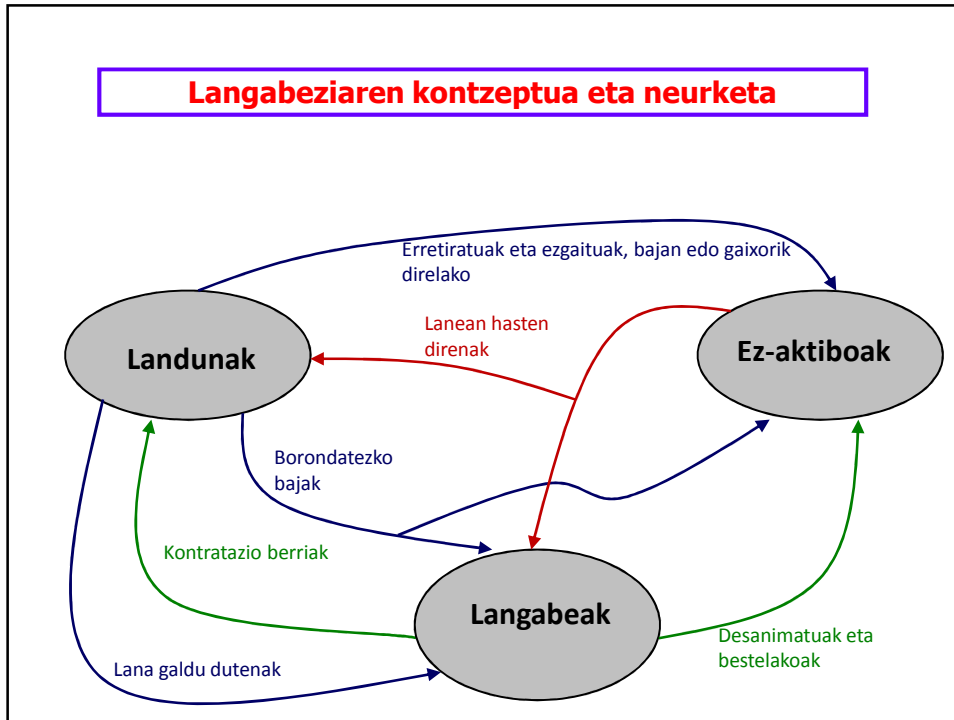 Langabeziaren kontzeptua eta neurketa
Erretiratuak eta ezgaituak, bajan edo gaixorik
direlako
Lanean hasten
direnak
Landunak
Ez-aktiboak
Borondatezko
bajak
Kontratazio berriak
Langabeak
Desanimatuak eta
bestelakoak
Lana galdu dutenak